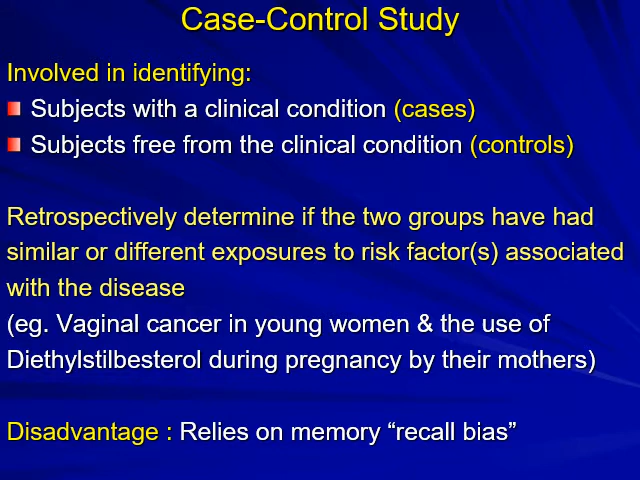 Case-Control Study
Involved in identifying:
Subjects with a clinical condition (cases)
Subjects free from the clinical condition (controls)
Retrospectively determine if the two groups have had
similar or different exposures to risk factor(s) associated
with the disease
(eg. Vaginal cancer in young women & the use of
Diethylstilbesterol during pregnancy by their mothers)
Disadvantage : Relies on memory “recall bias”